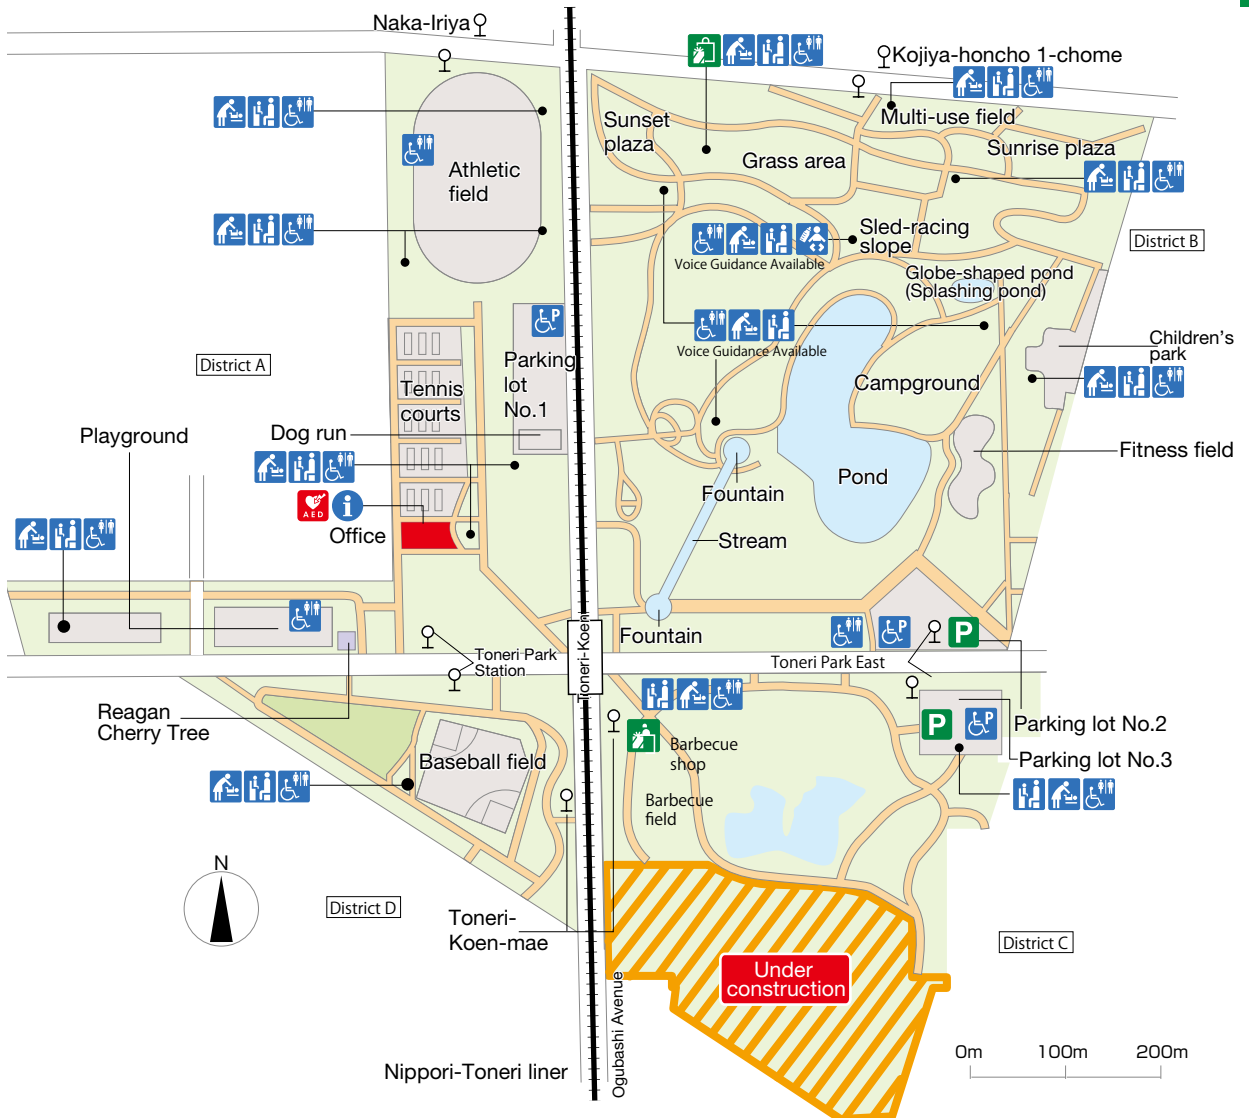 Naka-Iriya
Kojiya-honcho 1-chome
Multi-use field
Sunset
plaza
Grass area
Sunrise plaza
Athletic
field
Sled-racing
slope
Voice Guidance Available
District B
Globe-shaped pond
(Splashing pond)
P
Voice Guidance Available
Children's
park
District A
Parking
lot
No.1
Tennis
courts
Campground
Dog run
Playground
Fitness field
Pond
Fountain
AED
i
Office
Stream
Fountain
P
P
Toneri-Koen
Toneri Park
Station
Toneri Park East
Reagan
Cherry Tree
P
P
Parking lot No.2
Parking lot No.3
Barbecue
shop
Baseball field
Barbecue
field
N
District D
Toneri-
Koen-mae
District C
Under
construction
Ogubashi Avenue
Nippori-Toneri liner
0m
100m
200m